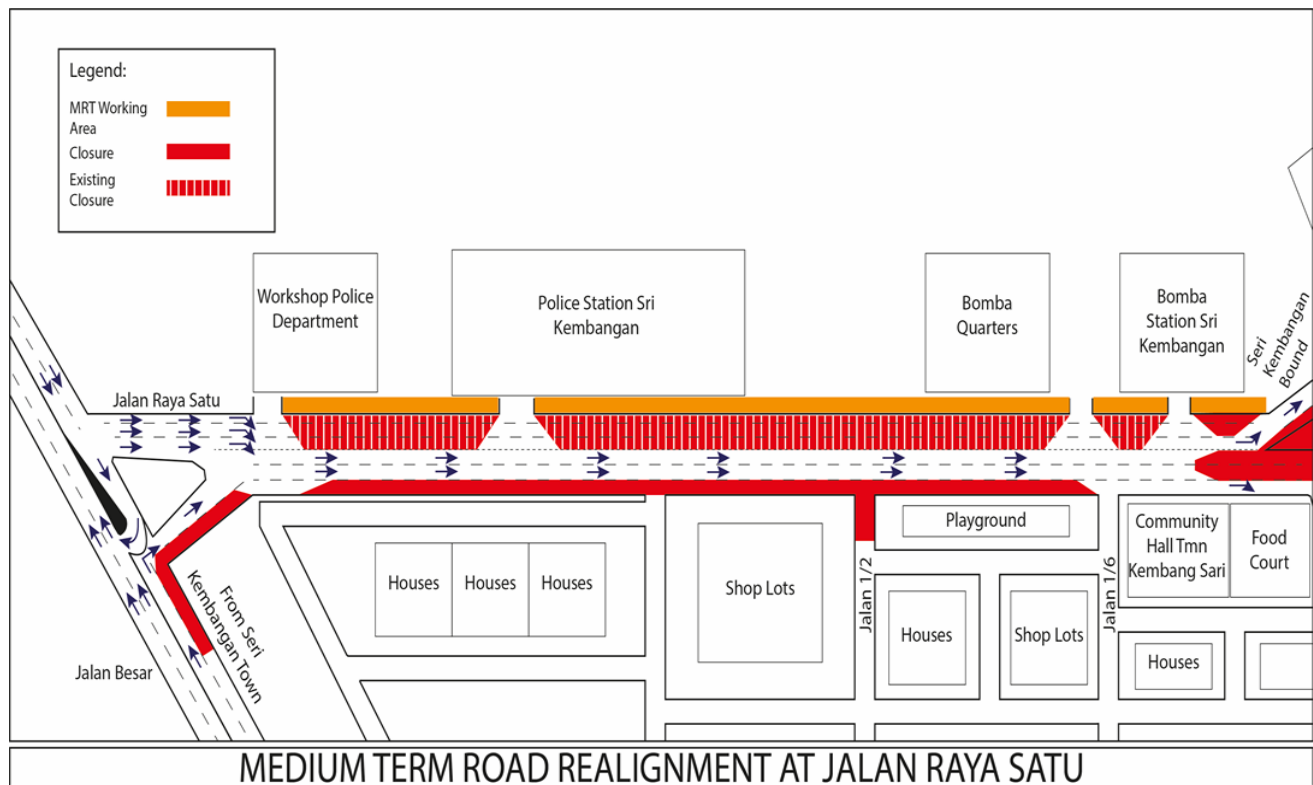 Legend:
MRT Working
Area
Closure
Existing
Closure
Workshop Police
Department
Police Station Sri
Kembangan
Bomba
Quarters
Bomba
Station Sri
Kembangan
Seri
Kembangan
Bound
Jalan Raya Satu
Houses
Houses
Houses
Shop Lots
Jalan 1/2
Playground
Houses
Shop Lots
Jalan 1/6
Community
Hall Tmn
Kembang Sari
Food
Court
Houses
From Seri
Kembangan Town
Jalan Besar
MEDIUM TERM ROAD REALIGNMENT AT JALAN RAYA SATU